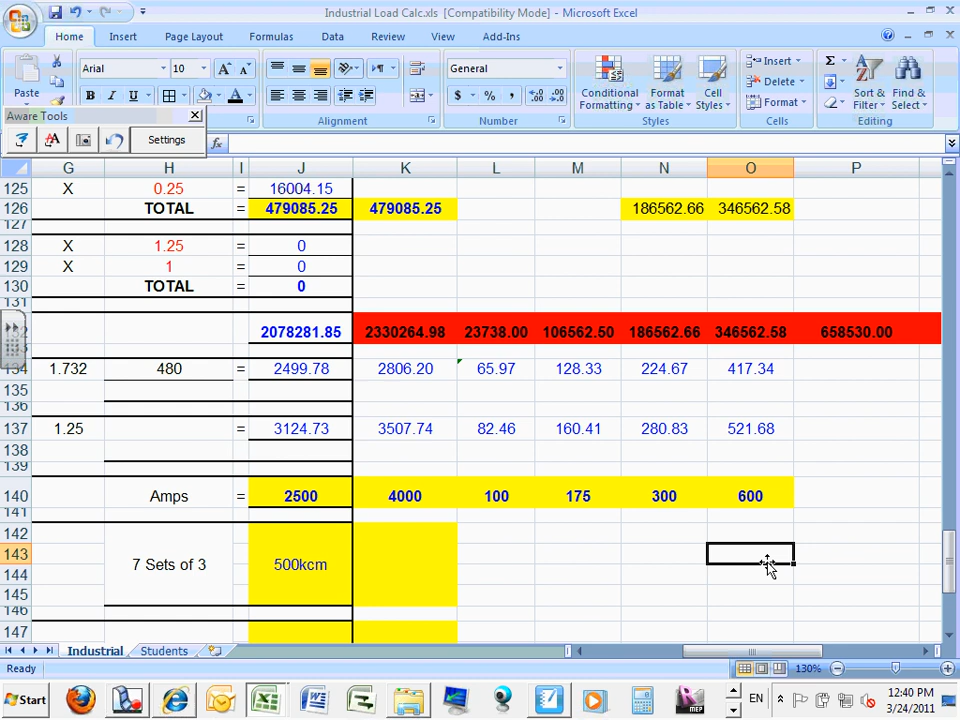 Industrial Load Calc.xls [Compatibility Mode] - Microsoft Excel
Home Insert Page Layout Formulas Data Review View Add-Ins
Paste Arial 10 General Conditional Formatting Format as Table Cell Styles Insert Delete Format Sort & Filter Find & Select
B I U A $ % ,
Alignment Number Styles Cells Editing
Aware Tools
Settings fx
G H I J K L M N O P
125 X 0.25 = 16004.15
126 TOTAL = 479085.25 479085.25 186562.66 346562.58
127
128 X 1.25 = 0
129 X 1 = 0
130 TOTAL = 0
131
2078281.85 2330264.98 23738.00 106562.50 186562.66 346562.58 658530.00
1.732 480 = 2499.78 2806.20 65.97 128.33 224.67 417.34
135
136
137 1.25 = 3124.73 3507.74 82.46 160.41 280.83 521.68
138
139
140 Amps = 2500 4000 100 175 300 600
141
142
143
7 Sets of 3 500kcm
144
145
146
147
Industrial Students
Ready 130%
Start EN 12:40 PM
3/24/2011
MEP